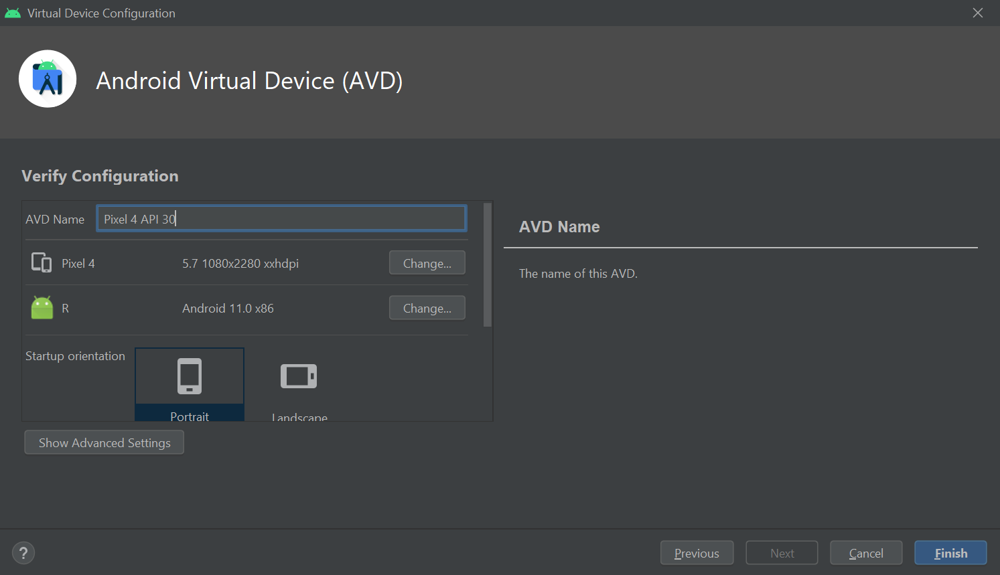 Virtual Device Configuration
Android Virtual Device (AVD)
Verify Configuration
AVD Name Pixel 4 API 30
Pixel 4 5.7 1080x2280 xxhdpi Change...
R Android 11.0 x86 Change...
Startup orientation
Portrait Landscape
Show Advanced Settings
AVD Name
The name of this AVD.
? Previous Next Cancel Finish